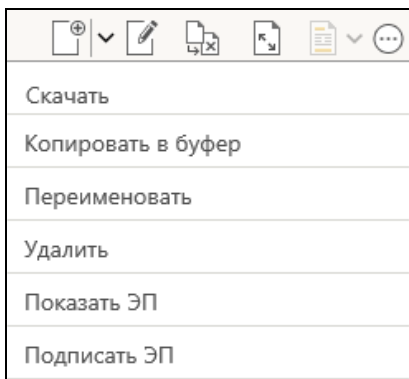 Скачать
Копировать в буфер
Переименовать
Удалить
Показать ЭП
Подписать ЭП